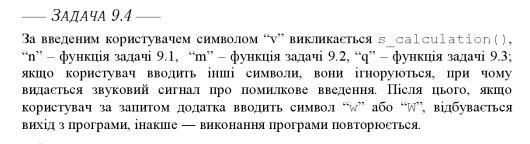 — ЗАДАЧА 9.4 —
За введеним користувачем символом “v” викликається s_calculation(),
“n” – функція задачі 9.1, “m” – функція задачі 9.2, “q” – функція задачі 9.3;
якщо користувач вводить інші символи, вони ігноруються, при чому
видається звуковий сигнал про помилкове введення. Після цього, якщо
користувач за запитом додатка вводить символ “w” або “W”, відбувається
вихід з програми, інакше — виконання програми повторюється.